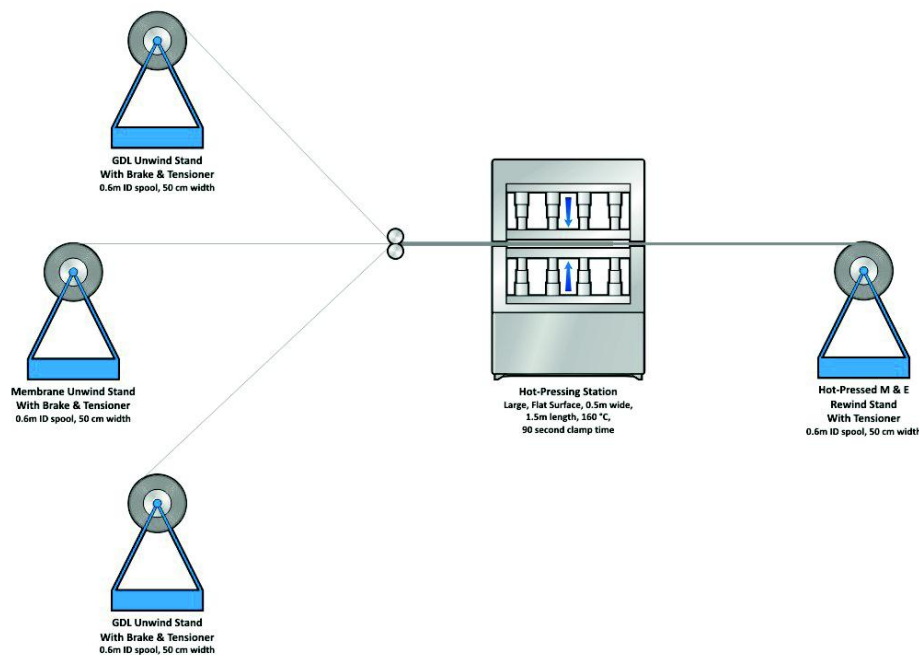 GDL Unwind Stand
With Brake & Tensioner
0.6m ID spool, 50 cm width
Membrane Unwind Stand
With Brake & Tensioner
0.6m ID spool, 50 cm width
Hot-Pressing Station
Large, Flat Surface, 0.5m wide,
1.5m length, 160 °C,
90 second clamp time
Hot-Pressed M & E
Rewind Stand
With Tensioner
0.6m ID spool, 50 cm width
GDL Unwind Stand
With Brake & Tensioner
0.6m ID spool, 50 cm width